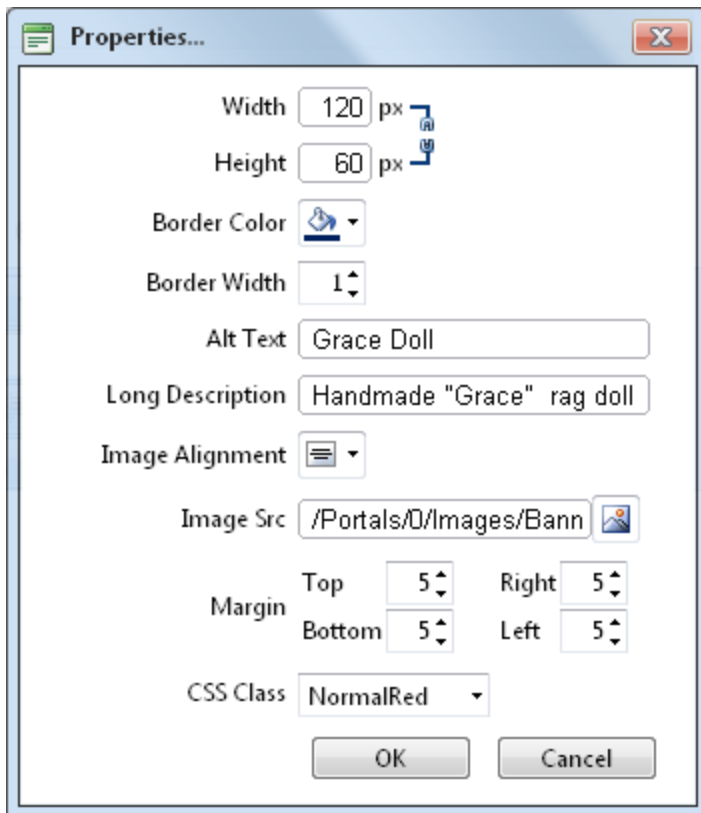 Properties...
Width 120 px
Height 60 px
Border Color
Border Width 1
Alt Text Grace Doll
Long Description Handmade "Grace"  rag doll
Image Alignment
Image Src /Portals/0/Images/Bann
Margin
Top 5 Right 5
Bottom 5 Left 5
CSS Class NormalRed
OK Cancel